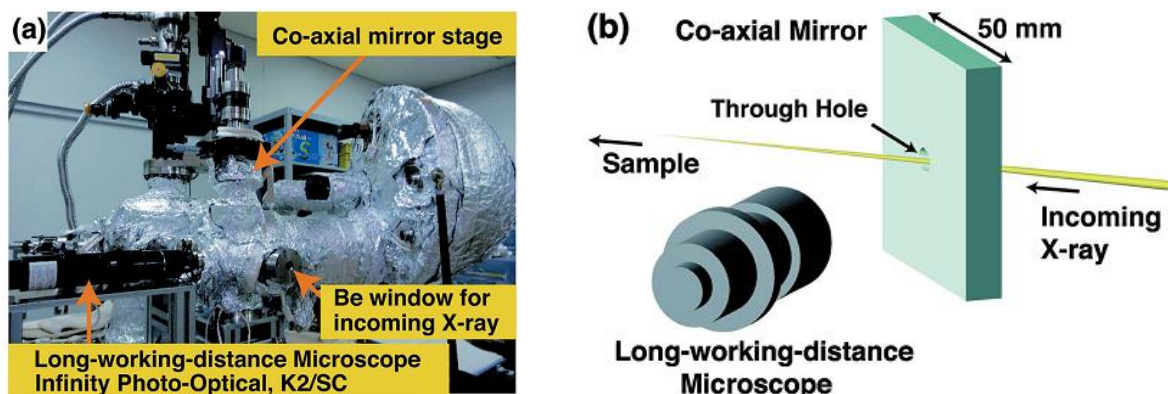 (a)
Co-axial mirror stage
Be window for
incoming X-ray
Long-working-distance Microscope
Infinity Photo-Optical, K2/SC
(b)
Co-axial Mirror
50 mm
Through Hole
Sample
Incoming
X-ray
Long-working-distance
Microscope